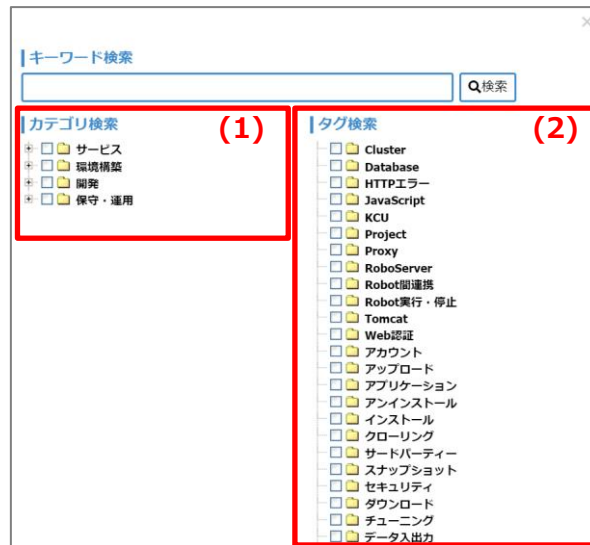 ×
キーワード検索
検索
カテゴリ検索
(1)
サービス
環境構築
開発
保守・運用
タグ検索
(2)
Cluster
Database
HTTPエラー
JavaScript
KCU
Project
Proxy
RoboServer
Robot間連携
Robot実行・停止
Tomcat
Web認証
アカウント
アップロード
アプリケーション
アンインストール
インストール
クローリング
サードパーティー
スナップショット
セキュリティ
ダウンロード
チューニング
データ入出力